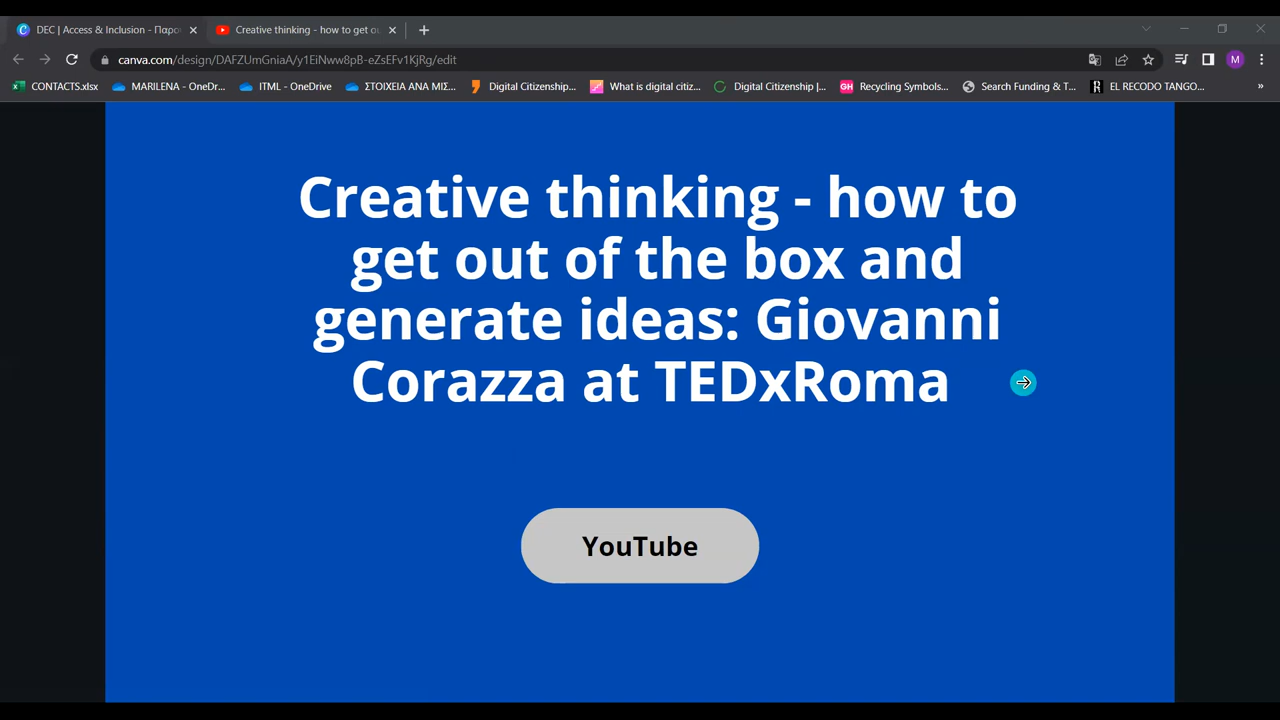 DEC | Access & Inclusion - Παρο
Creative thinking - how to get ou
canva.com/design/DAFZUmGniaA/y1EiNww8pB-eZsEFv1KjRg/edit
M
CONTACTS.xlsx
MARILENA - OneDr...
ITML - OneDrive
ΣΤΟΙΧΕΙΑ ΑΝΑ ΜΙΣ...
Digital Citizenship...
What is digital citiz...
Digital Citizenship |...
GH
Recycling Symbols...
Search Funding & T...
EL RECODO TANGO...
Creative thinking - how to
get out of the box and
generate ideas: Giovanni
Corazza at TEDxRoma
YouTube